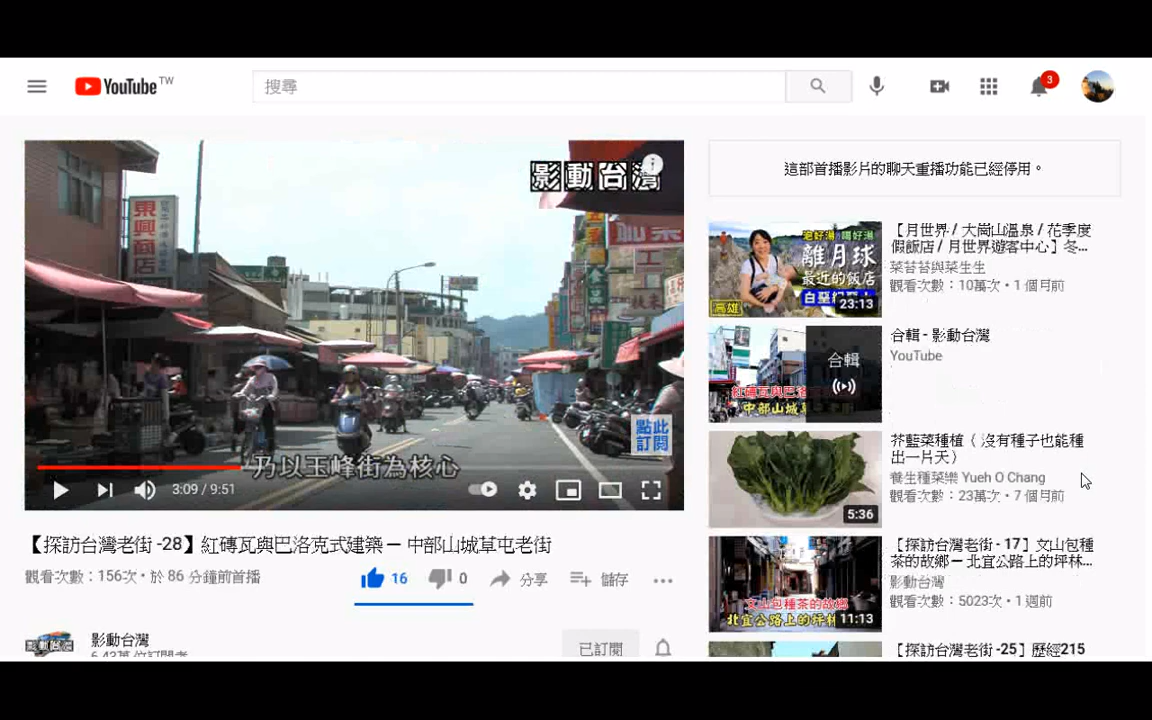 YouTube TW
搜尋
3
影動台灣
東興商店
點此
訂閱
乃以玉峰街為核心
3:09 / 9:51
【探訪台灣老街 -28】紅磚瓦與巴洛克式建築 — 中部山城草屯老街
觀看次數：156次 • 於 86 分鐘前首播
16
0
分享
儲存
影動台灣
已訂閱
這部首播影片的聊天重播功能已經停用。
離月球
最近的飯店
高雄
23:13
【月世界 / 大崗山溫泉 / 花季度
假飯店 / 月世界遊客中心】冬...
菜苔苔與菜生生
觀看次數：10萬次 • 1 個月前
合輯
合輯 - 影動台灣
YouTube
5:36
芥藍菜種植（ 沒有種子也能種
出一片天）
養生種菜樂 Yueh O Chang
觀看次數：23萬次 • 7 個月前
文山包種茶的故鄉
北宜公路上的坪林
11:13
【探訪台灣老街 - 17】文山包種
茶的故鄉 — 北宜公路上的坪林...
影動台灣
觀看次數：5023次 • 1 週前
【探訪台灣老街 -25】歷經215